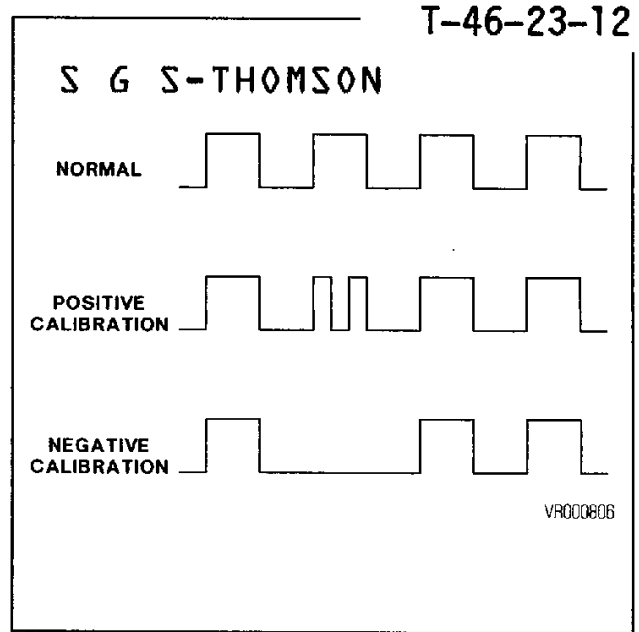 T-46-23-12
S G S-THOMSON
NORMAL
POSITIVE
CALIBRATION
NEGATIVE
CALIBRATION
VR000806